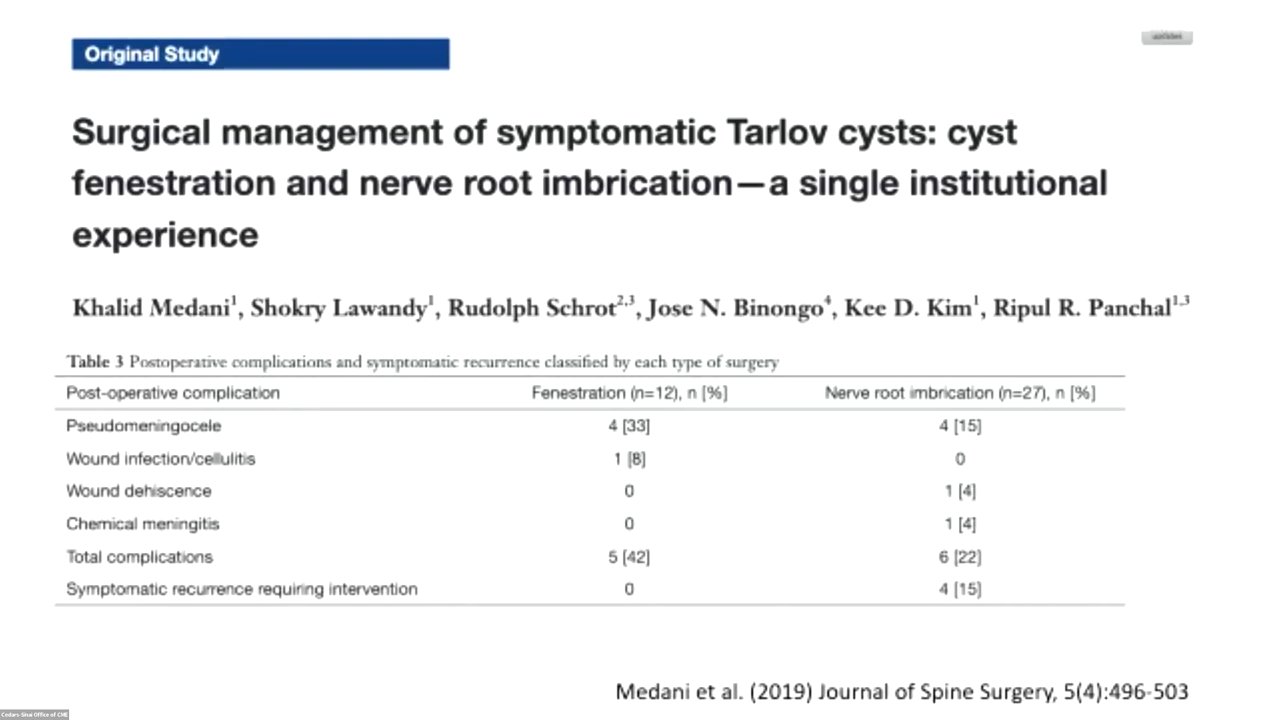 Original Study
Surgical management of symptomatic Tarlov cysts: cyst
fenestration and nerve root imbrication—a single institutional
experience
Khalid Medani1, Shokry Lawandy1, Rudolph Schrot2,3, Jose N. Binongo4, Kee D. Kim1, Ripul R. Panchal1,3
Table 3 Postoperative complications and symptomatic recurrence classified by each type of surgery
Post-operative complication Fenestration (n=12), n [%] Nerve root imbrication (n=27), n [%]
Pseudomeningocele 4 [33] 4 [15]
Wound infection/cellulitis 1 [8] 0
Wound dehiscence 0 1 [4]
Chemical meningitis 0 1 [4]
Total complications 5 [42] 6 [22]
Symptomatic recurrence requiring intervention 0 4 [15]
Medani et al. (2019) Journal of Spine Surgery, 5(4):496-503
Cedars-Sinai Office of CME